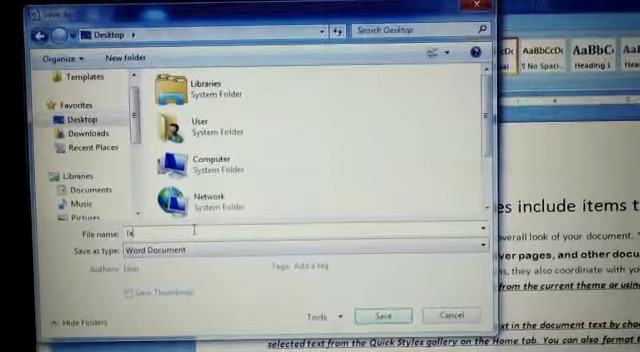 Save As
Desktop
Search Desktop
Organize
New folder
Templates
Favorites
Desktop
Downloads
Recent Places
Libraries
Documents
Music
Pictures
Libraries
System Folder
User
System Folder
Computer
System Folder
Network
System Folder
File name: la
Save as type: Word Document
Authors: User
Tags: Add a tag
Save Thumbnail
Hide Folders
Tools
Save
Cancel
AaBbCcDc
AaBbC
¶ No Spaci...
Heading 1
es include items t
overall look of your document.
ver pages, and other docu
s, they also coordinate with yo
from the current theme or using
xt in the document text by choo
selected text from the Quick Styles gallery on the Home tab. You can also format